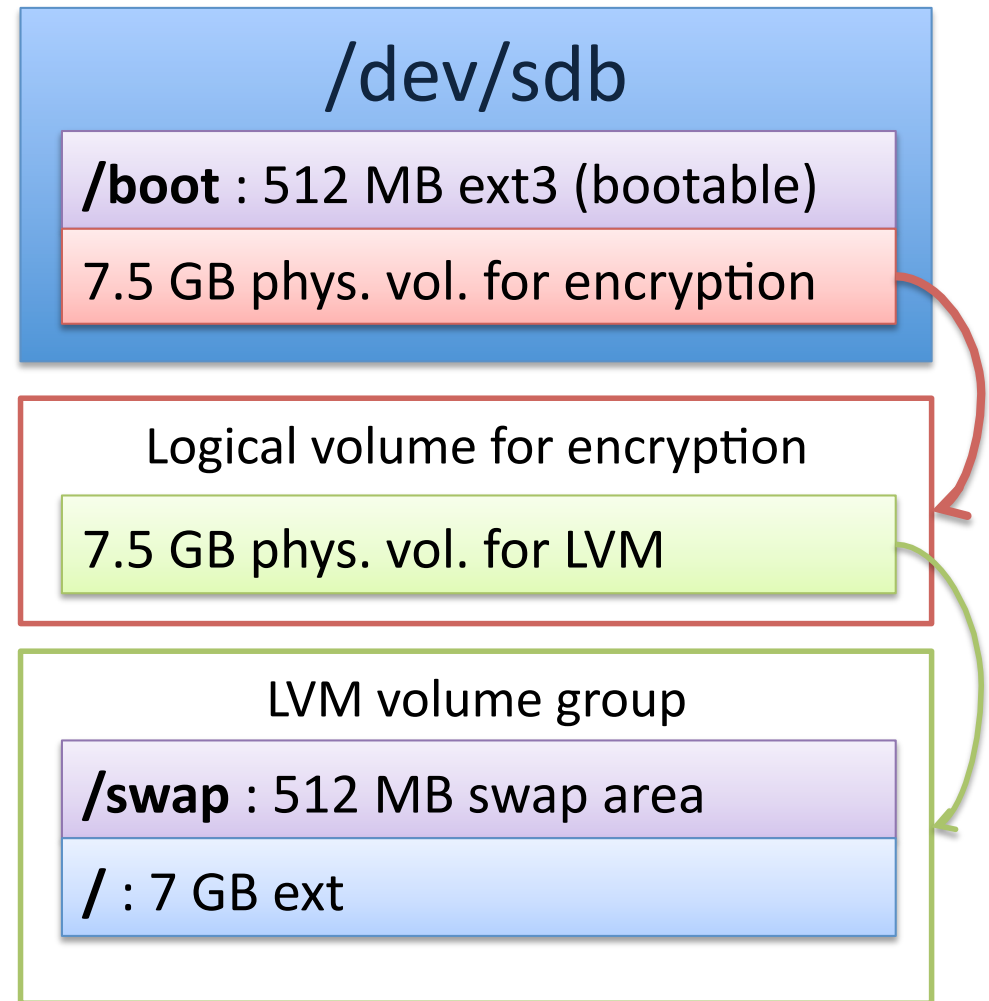 /dev/sdb
/boot : 512 MB ext3 (bootable)
7.5 GB phys. vol. for encryption
Logical volume for encryption
7.5 GB phys. vol. for LVM
LVM volume group
/swap : 512 MB swap area
/ : 7 GB ext